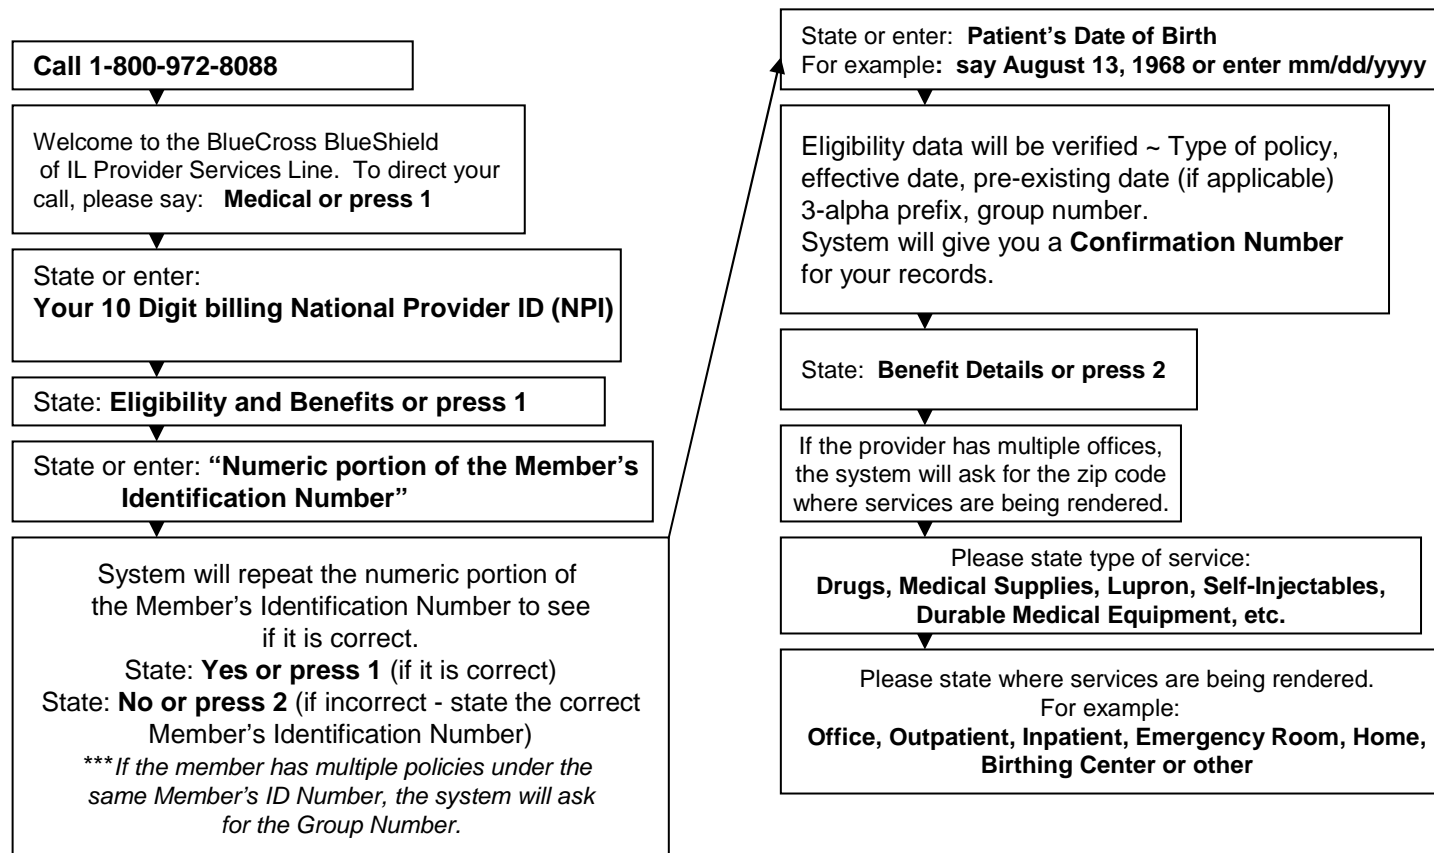 Call 1-800-972-8088
Welcome to the BlueCross BlueShield
of IL Provider Services Line. To direct your
call, please say: Medical or press 1
State or enter:
Your 10 Digit billing National Provider ID (NPI)
State: Eligibility and Benefits or press 1
State or enter: “Numeric portion of the Member’s
Identification Number”
System will repeat the numeric portion of
the Member’s Identification Number to see
if it is correct.
State: Yes or press 1 (if it is correct)
State: No or press 2 (if incorrect - state the correct
Member’s Identification Number)
***If the member has multiple policies under the
same Member’s ID Number, the system will ask
for the Group Number.
State or enter: Patient’s Date of Birth
For example: say August 13, 1968 or enter mm/dd/yyyy
Eligibility data will be verified ~ Type of policy,
effective date, pre-existing date (if applicable)
3-alpha prefix, group number.
System will give you a Confirmation Number
for your records.
State: Benefit Details or press 2
If the provider has multiple offices,
the system will ask for the zip code
where services are being rendered.
Please state type of service:
Drugs, Medical Supplies, Lupron, Self-Injectables,
Durable Medical Equipment, etc.
Please state where services are being rendered.
For example:
Office, Outpatient, Inpatient, Emergency Room, Home,
Birthing Center or other